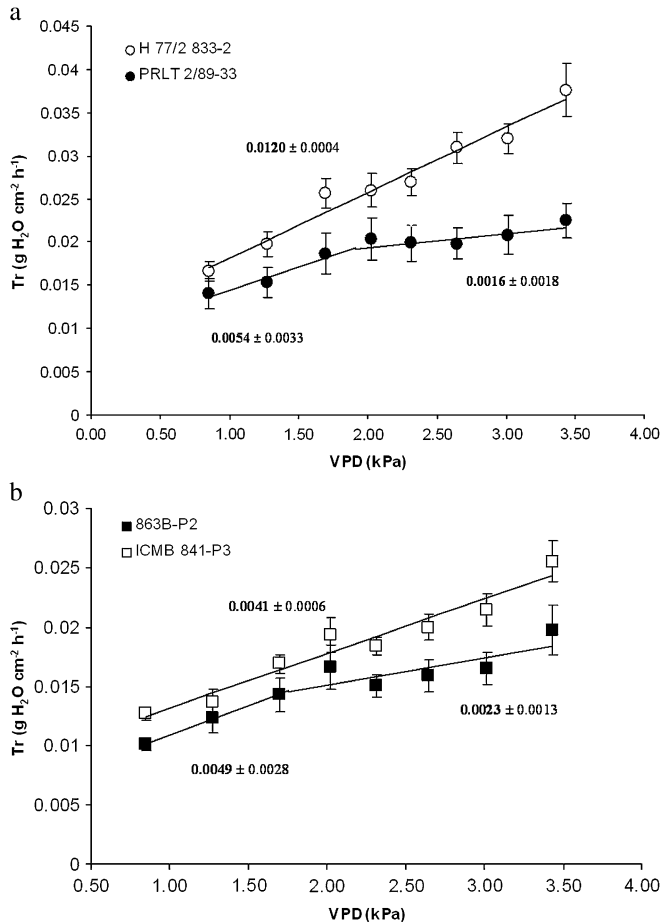 a
0.045
0.04
0.035
0.03
0.025
0.02
0.015
0.01
0.005
0
H 77/2 833-2
PRLT 2/89-33
0.0120 ± 0.0004
0.0016 ± 0.0018
0.0054 ± 0.0033
Tr (g H₂O cm⁻² h⁻¹)
0.00 0.50 1.00 1.50 2.00 2.50 3.00 3.50 4.00
VPD (kPa)
b
0.03
0.025
0.02
0.015
0.01
0.005
0
863B-P2
ICMB 841-P3
0.0041 ± 0.0006
0.0023 ± 0.0013
0.0049 ± 0.0028
Tr (g H₂O cm⁻² h⁻¹)
0.50 1.00 1.50 2.00 2.50 3.00 3.50 4.00
VPD (kPa)